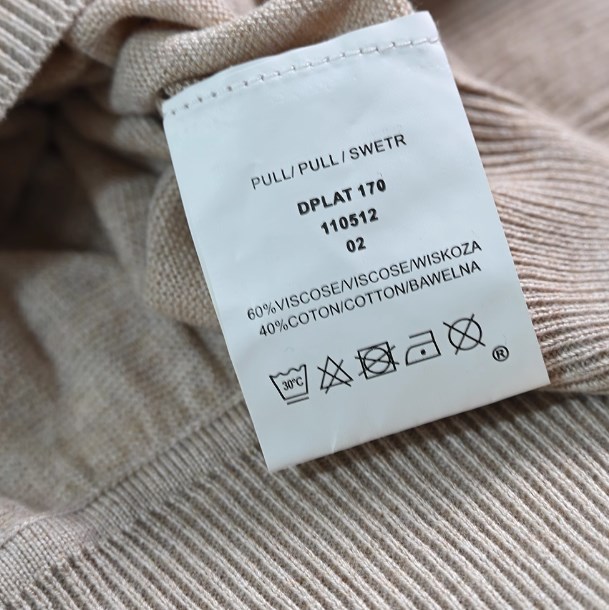 PULL/ PULL / SWETR
DPLAT 170
110512
02
60%VISCOSE/VISCOSE/WISKOZA
40%COTON/COTTON/BAWELNA
30°C
®